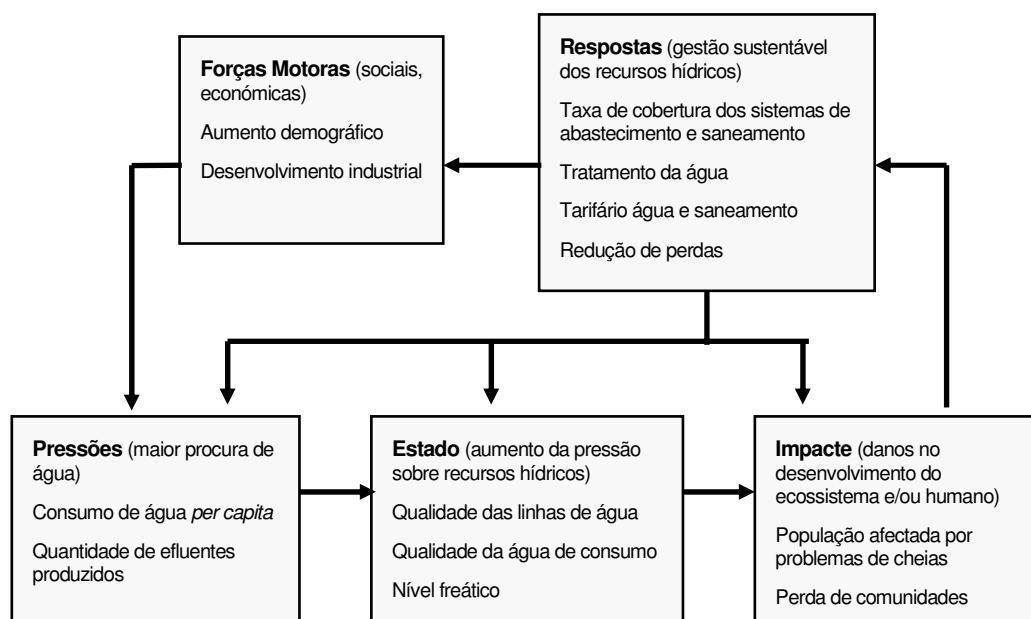 Forças Motoras (sociais,
económicas)
Aumento demográfico
Desenvolvimento industrial
Respostas (gestão sustentável
dos recursos hídricos)
Taxa de cobertura dos sistemas de
abastecimento e saneamento
Tratamento da água
Tarifário água e saneamento
Redução de perdas
Pressões (maior procura de
água)
Consumo de água per capita
Quantidade de efluentes
produzidos
Estado (aumento da pressão
sobre recursos hídricos)
Qualidade das linhas de água
Qualidade da água de consumo
Nível freático
Impacte (danos no
desenvolvimento do
ecossistema e/ou humano)
População afectada por
problemas de cheias
Perda de comunidades